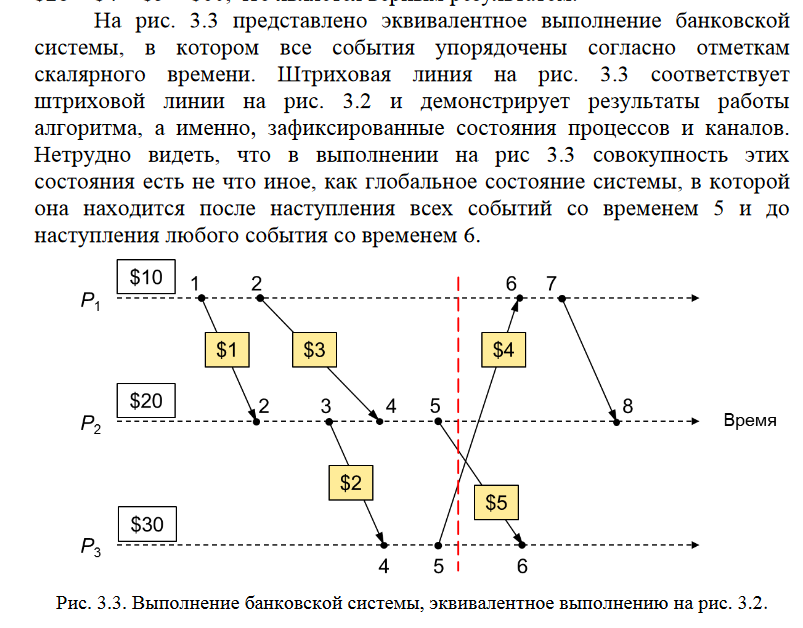 На рис. 3.3 представлено эквивалентное выполнение банковской
системы, в котором все события упорядочены согласно отметкам
скалярного времени. Штриховая линия на рис. 3.3 соответствует
штриховой линии на рис. 3.2 и демонстрирует результаты работы
алгоритма, а именно, зафиксированные состояния процессов и каналов.
Нетрудно видеть, что в выполнении на рис 3.3 совокупность этих
состояния есть не что иное, как глобальное состояние системы, в которой
она находится после наступления всех событий со временем 5 и до
наступления любого события со временем 6.
$10 1 2 6 7
P1
$1 $3 $4
$20 2 3 4 5 8
P2 Время
$2 $5
$30
P3
4 5 6
Рис. 3.3. Выполнение банковской системы, эквивалентное выполнению на рис. 3.2.